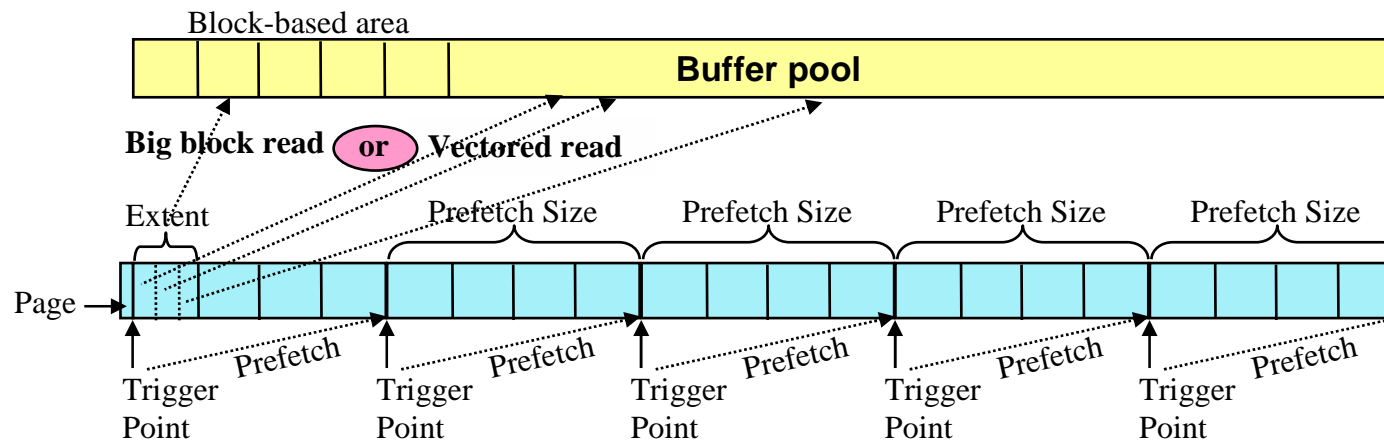 Block-based area
Buffer pool
Big block read or Vectored read
Extent Prefetch Size Prefetch Size Prefetch Size Prefetch Size
Page
Prefetch Prefetch Prefetch Prefetch Prefetch
Trigger Trigger Trigger Trigger Trigger
Point Point Point Point Point